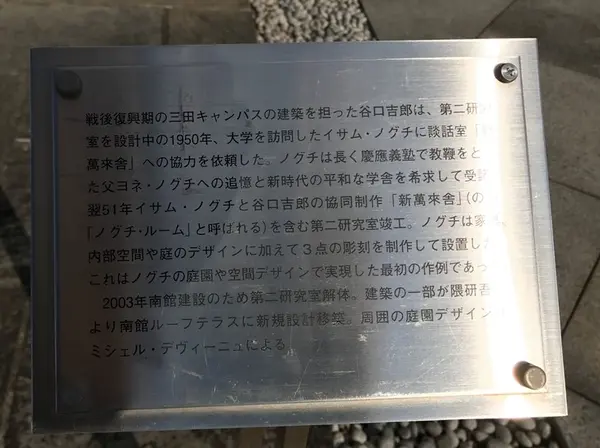 戦後復興期の三田キャンパスの建築を担った谷口吉郎は、第二研
室を設計中の1950年、大学を訪問したイサム・ノグチに談話室「
萬來舎」への協力を依頼した。ノグチは長く慶應義塾で教鞭をと
た父ヨネ・ノグチへの追憶と新時代の平和な学舎を希求して受
翌51年イサム・ノグチと谷口吉郎の協同制作「新萬來舎」(の
「ノグチ・ルーム」と呼ばれる)を含む第二研究室竣工。ノグチは家
内部空間や庭のデザインに加えて3点の彫刻を制作して設置し
これはノグチの庭園や空間デザインで実現した最初の作例であっ
2003年南館建設のため第二研究室解体。建築の一部が隈研吾
より南館ルーフテラスに新規設計移築。周囲の庭園デザイン
ミシェル・デヴィーニュによる